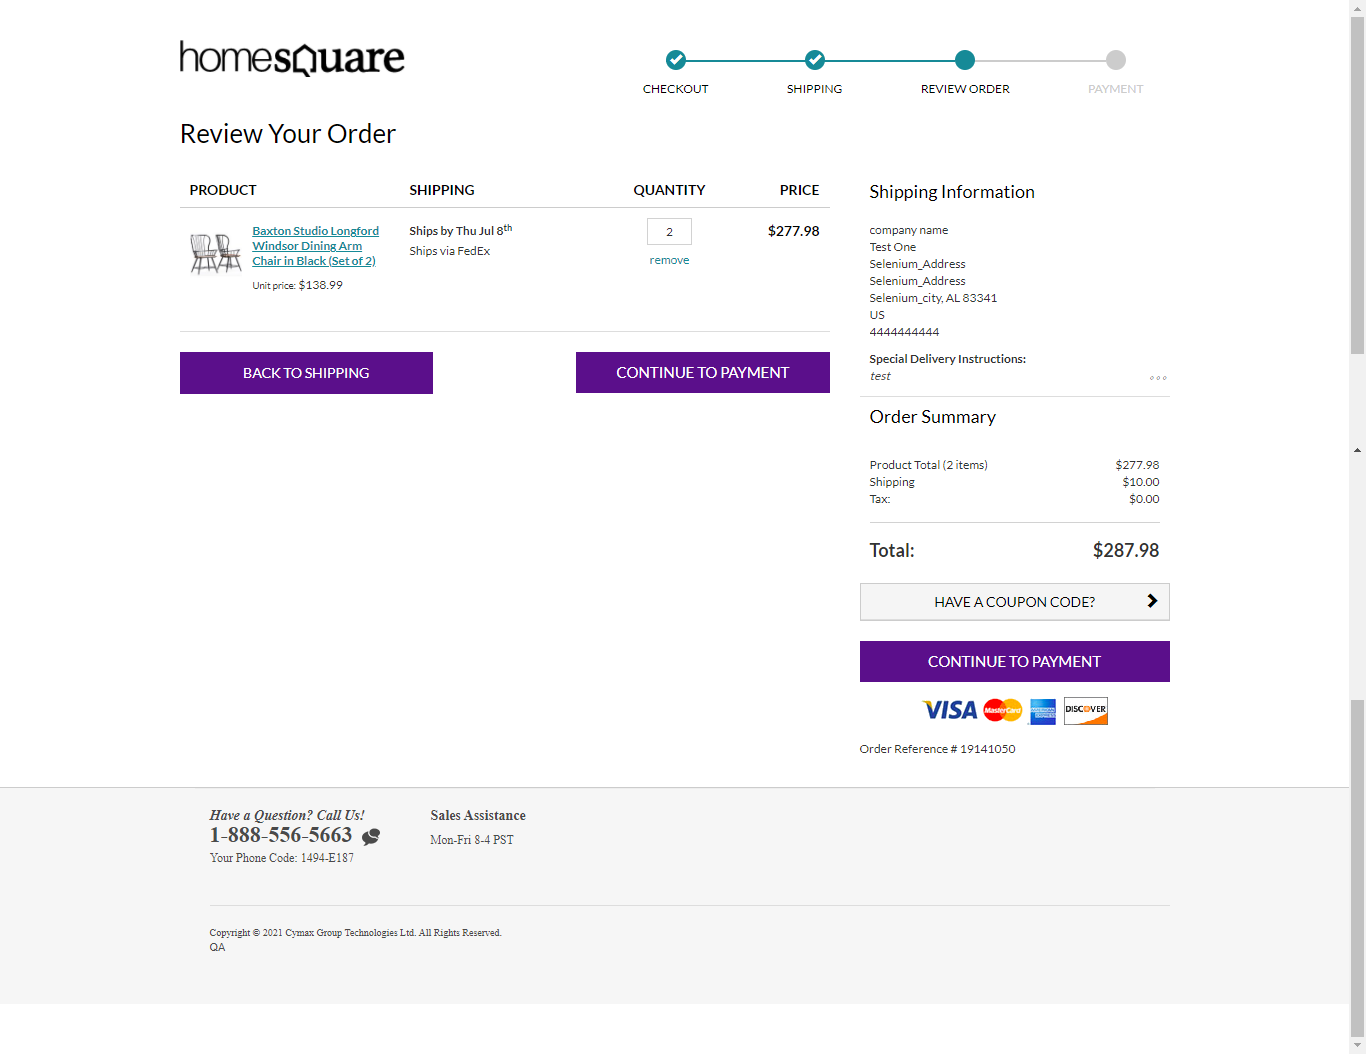 homesquare
CHECKOUT
SHIPPING
REVIEW ORDER
PAYMENT
Review Your Order
PRODUCT
SHIPPING
QUANTITY
PRICE
Baxton Studio Longford
Windsor Dining Arm
Chair in Black (Set of 2)
Unit price: $138.99
Ships by Thu Jul 8th
Ships via FedEx
2
remove
$277.98
BACK TO SHIPPING
CONTINUE TO PAYMENT
Shipping Information
company name
Test One
Selenium_Address
Selenium_Address
Selenium_city, AL 83341
US
4444444444
Special Delivery Instructions:
test
Order Summary
Product Total (2 items) $277.98
Shipping $10.00
Tax: $0.00
Total: $287.98
HAVE A COUPON CODE?
CONTINUE TO PAYMENT
VISA MasterCard AMERICAN EXPRESS DISCOVER
Order Reference # 19141050
Have a Question? Call Us!
1-888-556-5663
Your Phone Code: 1494-E187
Sales Assistance
Mon-Fri 8-4 PST
Copyright © 2021 Cymax Group Technologies Ltd. All Rights Reserved.
QA